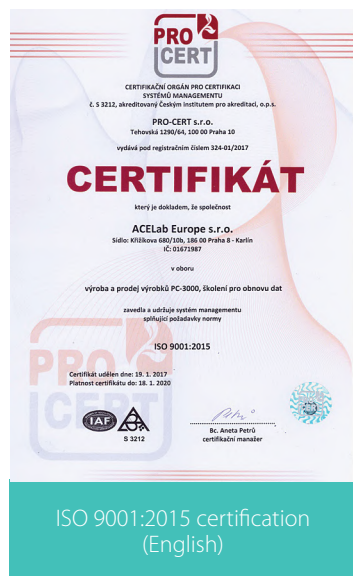 PRO
CERT
CERTIFIKAČNÍ ORGÁN PRO CERTIFIKACI
SYSTÉMŮ MANAGEMENTU
č. S 3212, akreditovaný Českým institutem pro akreditaci, o.p.s.
PRO-CERT s.r.o.
Tehovská 1290/64, 100 00 Praha 10
vydává pod registračním číslem 324-01/2017
CERTIFIKÁT
který je dokladem, že společnost
ACELab Europe s.r.o.
Sídlo: Křižíkova 680/10b, 186 00 Praha 8 - Karlín
IČ: 01671987
v oboru
výroba a prodej výrobků PC-3000, školení pro obnovu dat
zavedla a udržuje systém managementu
splňující požadavky normy
ISO 9001:2015
PRO
CERT
Certifikát udělen dne: 19. 1. 2017
Platnost certifikátu do: 18. 1. 2020
IAF
S 3212
Bc. Aneta Petrů
certifikační manažer
ISO 9001:2015 certification
(English)